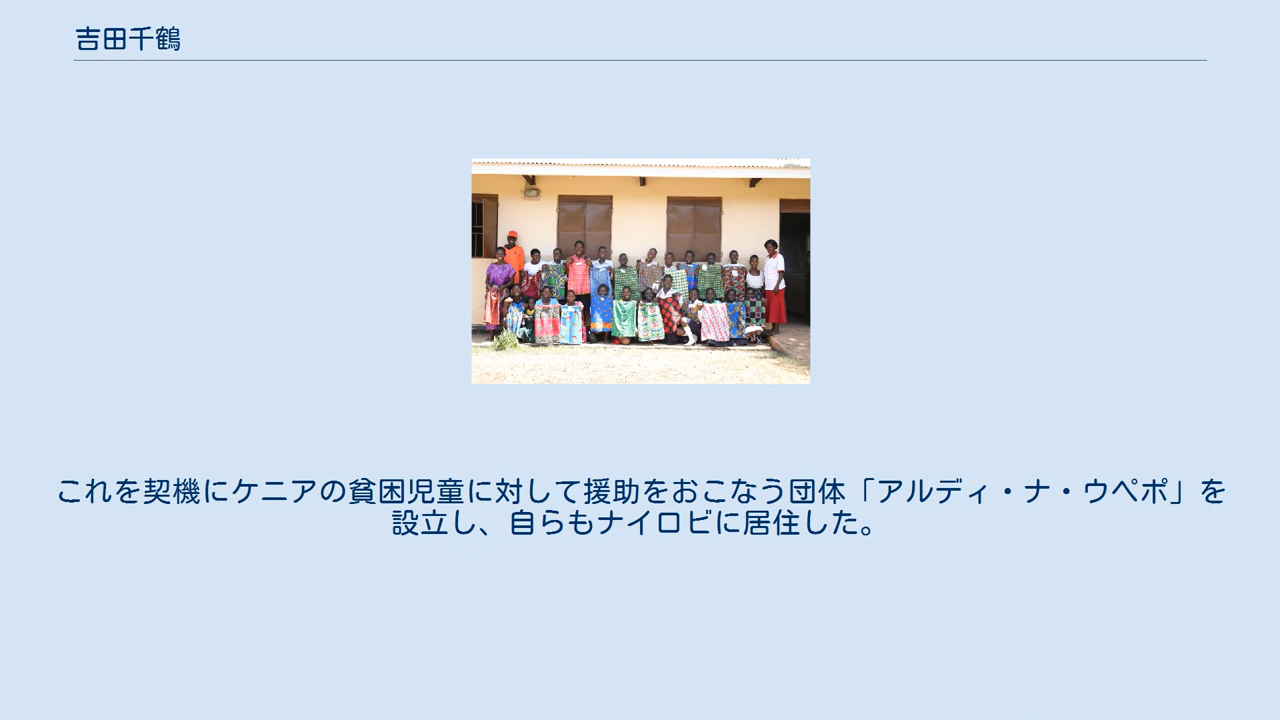 吉田千鶴
これを契機にケニアの貧困児童に対して援助をおこなう団体「アルディ・ナ・ウペポ」を
設立し、自らもナイロビに居住した。